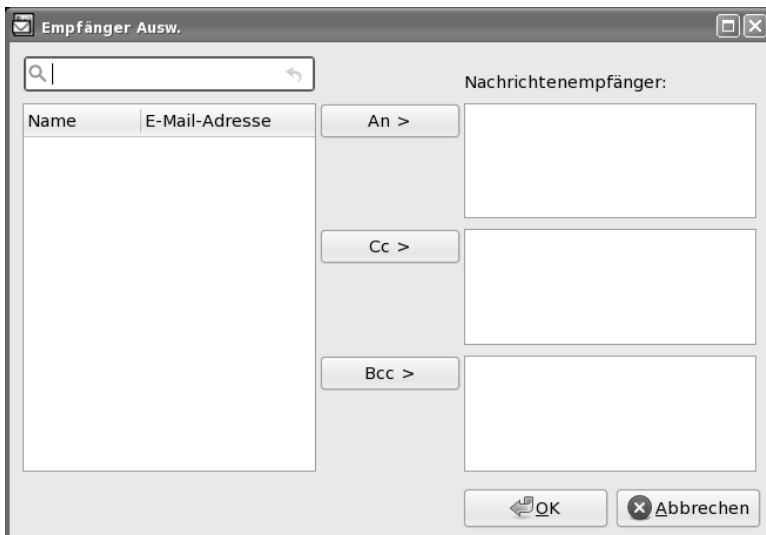 Empfänger Ausw.
Nachrichtenempfänger:
Name E-Mail-Adresse
An >
Cc >
Bcc >
OK
Abbrechen